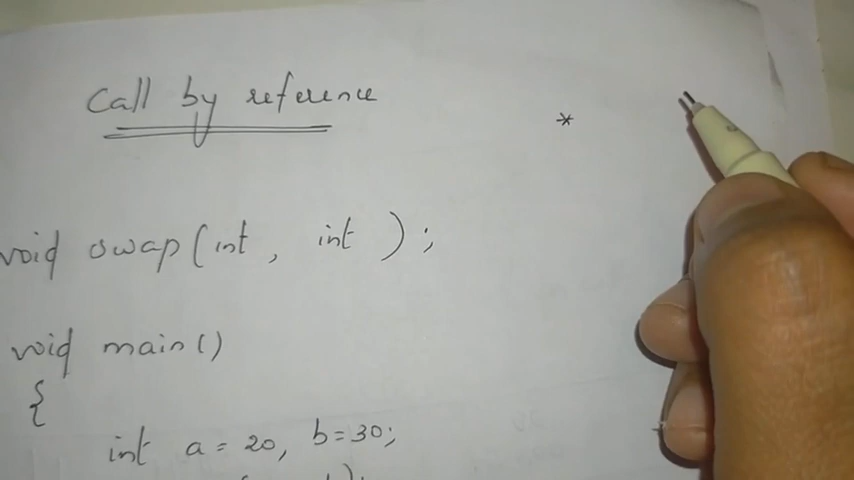 Call by reference
*
void swap(int, int );
void main()
{
int a = 20, b=30;